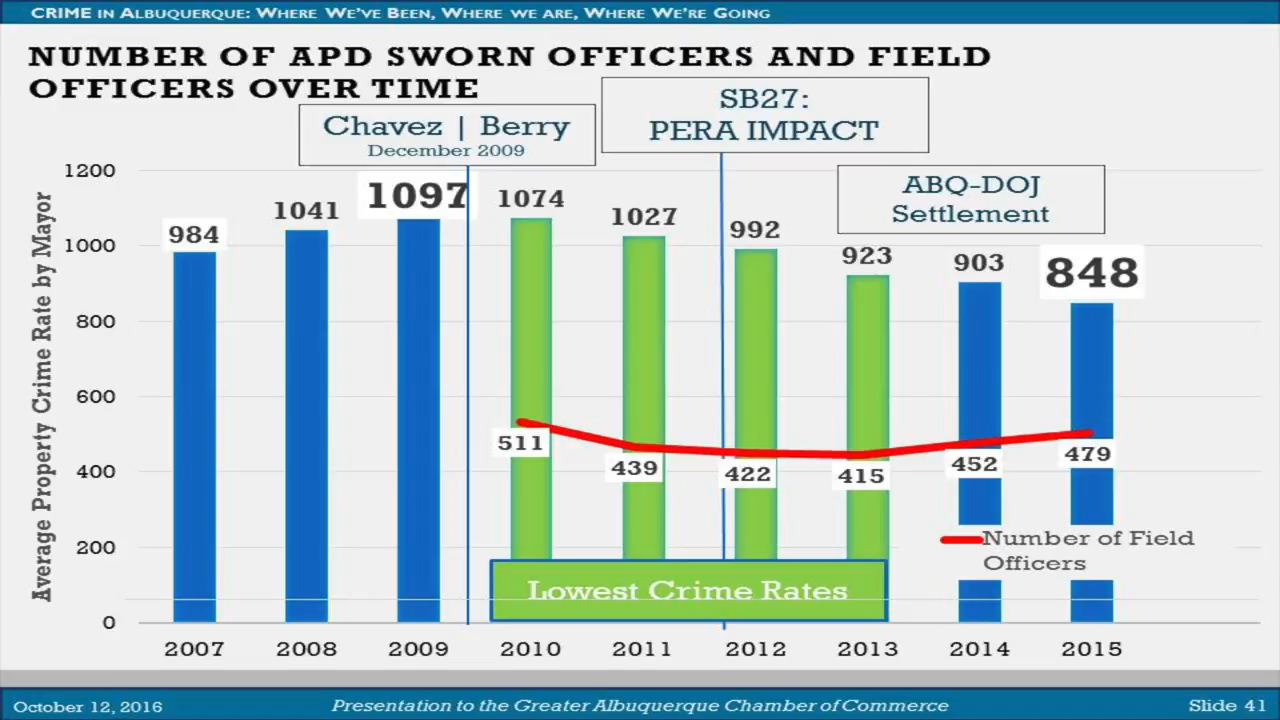 CRIME IN ALBUQUERQUE: WHERE WE'VE BEEN, WHERE WE ARE, WHERE WE'RE GOING
NUMBER OF APD SWORN OFFICERS AND FIELD
OFFICERS OVER TIME
SB27:
PERA IMPACT
Chavez | Berry
December 2009
ABQ-DOJ
Settlement
Average Property Crime Rate by Mayor
1200
1000
800
600
400
200
0
984
1041
1097
1074
1027
992
923
903
848
511
439
422
415
452
479
Number of Field
Officers
Lowest Crime Rates
2007 2008 2009 2010 2011 2012 2013 2014 2015
October 12, 2016 Presentation to the Greater Albuquerque Chamber of Commerce Slide 41